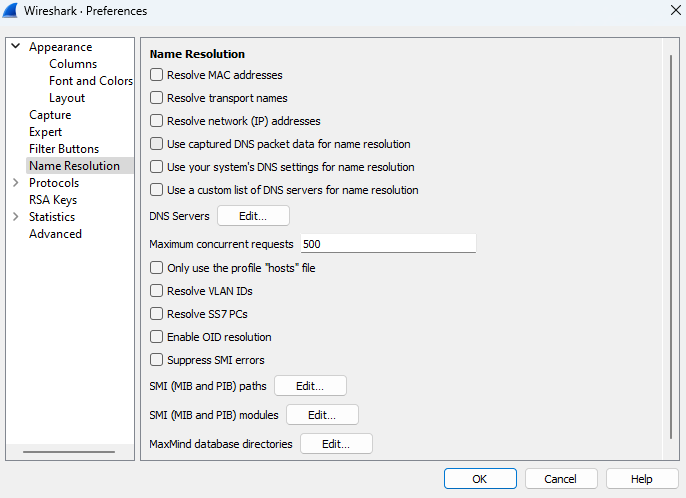 Wireshark · Preferences
Appearance
Columns
Font and Colors
Layout
Capture
Expert
Filter Buttons
Name Resolution
Protocols
RSA Keys
Statistics
Advanced
Name Resolution
Resolve MAC addresses
Resolve transport names
Resolve network (IP) addresses
Use captured DNS packet data for name resolution
Use your system's DNS settings for name resolution
Use a custom list of DNS servers for name resolution
DNS Servers Edit...
Maximum concurrent requests 500
Only use the profile "hosts" file
Resolve VLAN IDs
Resolve SS7 PCs
Enable OID resolution
Suppress SMI errors
SMI (MIB and PIB) paths Edit...
SMI (MIB and PIB) modules Edit...
MaxMind database directories Edit...
OK Cancel Help